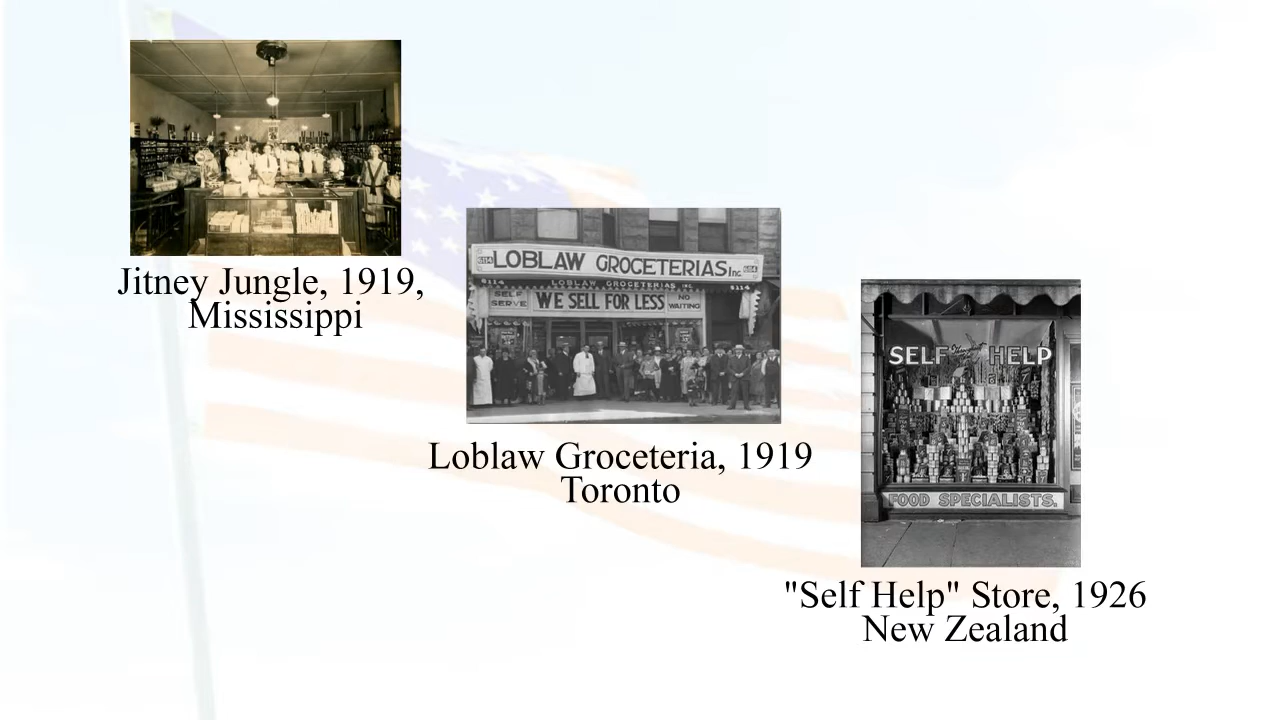 Jitney Jungle, 1919,
Mississippi
LOBLAW GROCETERIAS Inc.
LOBLAW GROCETERIAS INC.
SELF SERVE
WE SELL FOR LESS
NO WAITING
Loblaw Groceteria, 1919
Toronto
SELF HELP
FOOD SPECIALISTS.
"Self Help" Store, 1926
New Zealand